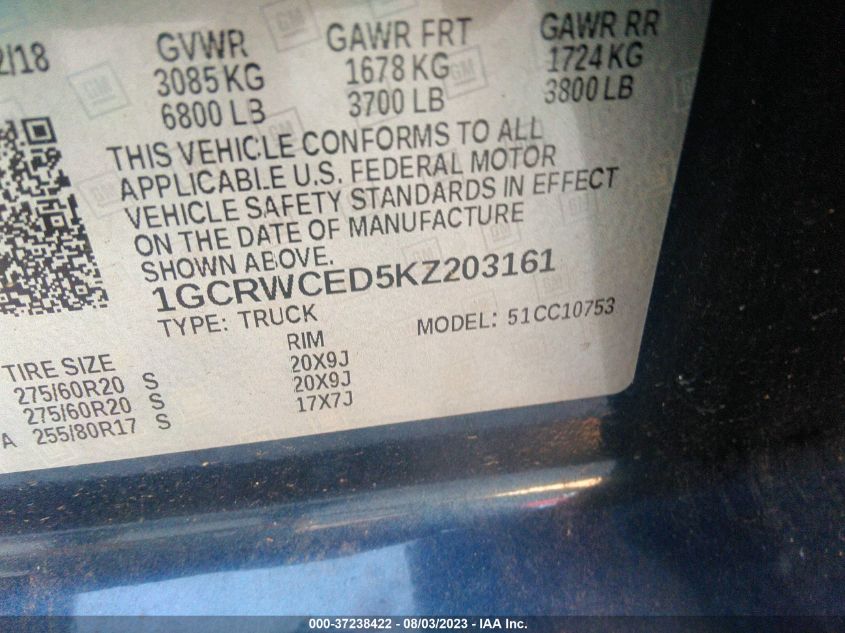 2/18
GVWR GAWR FRT GAWR RR
3085 KG 1678 KG 1724 KG
6800 LB 3700 LB 3800 LB
THIS VEHICLE CONFORMS TO ALL
APPLICABLE U.S. FEDERAL MOTOR
VEHICLE SAFETY STANDARDS IN EFFECT
ON THE DATE OF MANUFACTURE
SHOWN ABOVE.
1GCRWCED5KZ203161
TYPE: TRUCK MODEL: 51CC10753
TIRE SIZE RIM
275/60R20 S 20X9J
275/60R20 S 20X9J
A 255/80R17 S 17X7J
GM
000-37238422 - 08/03/2023 - IAA Inc.